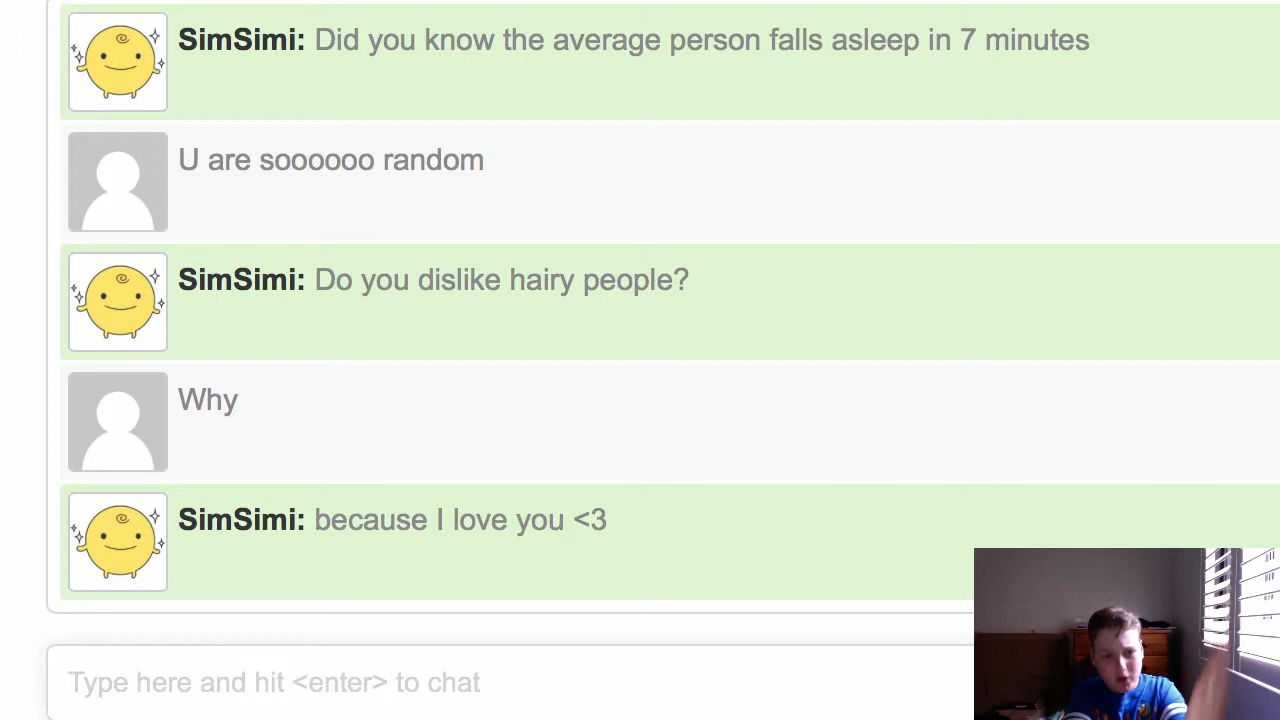 SimSimi: Did you know the average person falls asleep in 7 minutes
U are soooooo random
SimSimi: Do you dislike hairy people?
Why
SimSimi: because I love you <3
Type here and hit <enter> to chat